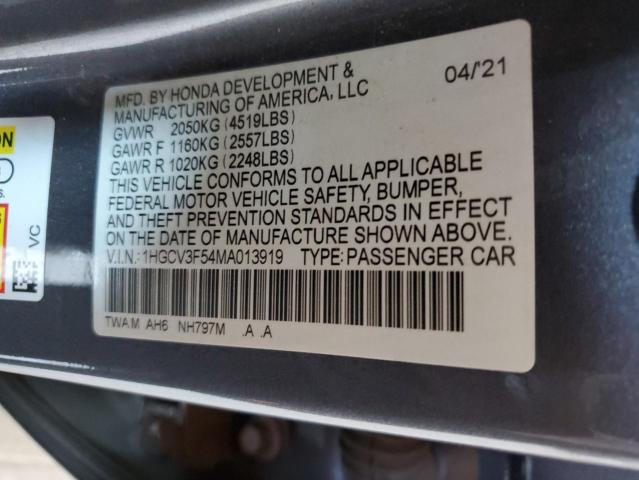 MFD. BY HONDA DEVELOPMENT & 04/'21
MANUFACTURING OF AMERICA, LLC
GVWR 2050KG (4519LBS)
GAWR F 1160KG (2557LBS)
GAWR R 1020KG (2248LBS)
THIS VEHICLE CONFORMS TO ALL APPLICABLE
FEDERAL MOTOR VEHICLE SAFETY, BUMPER,
AND THEFT PREVENTION STANDARDS IN EFFECT
ON THE DATE OF MANUFACTURE SHOWN ABOVE.
V.I.N.:1HGCV3F54MA013919 TYPE:PASSENGER CAR
TWA M AH6 NH797M .A .A
VC